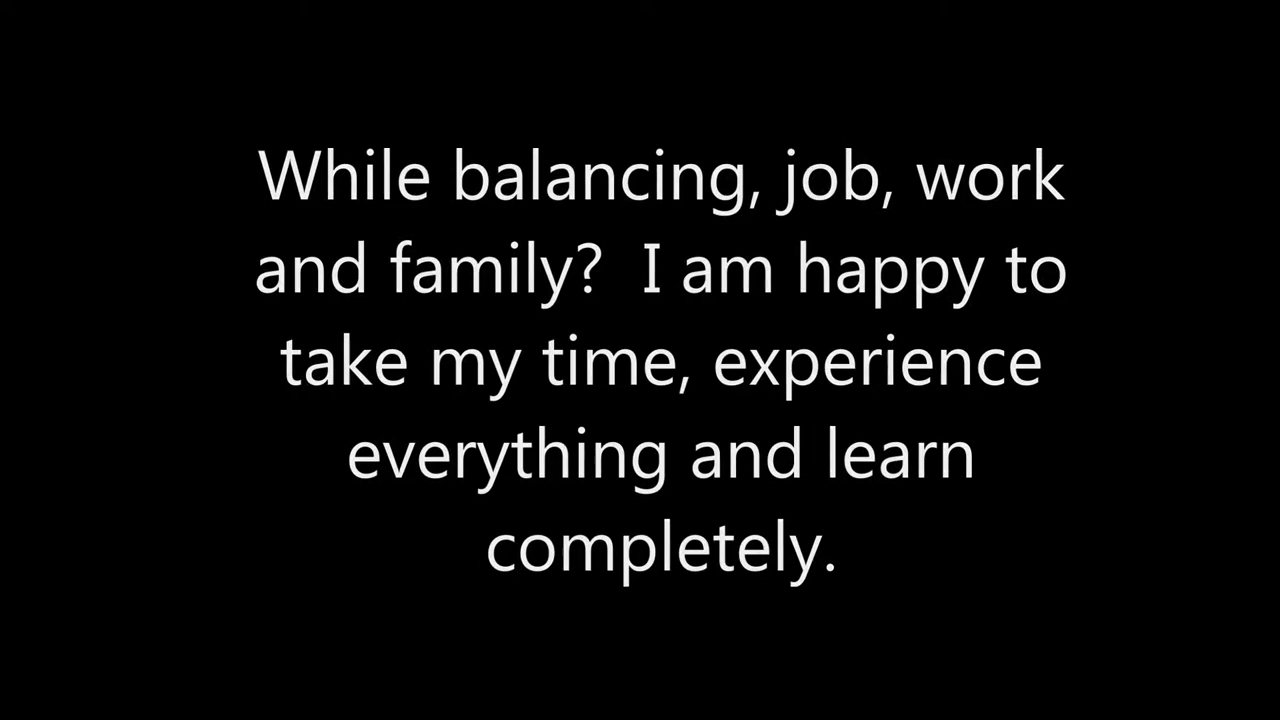 While balancing, job, work
and family?  I am happy to
take my time, experience
everything and learn
completely.